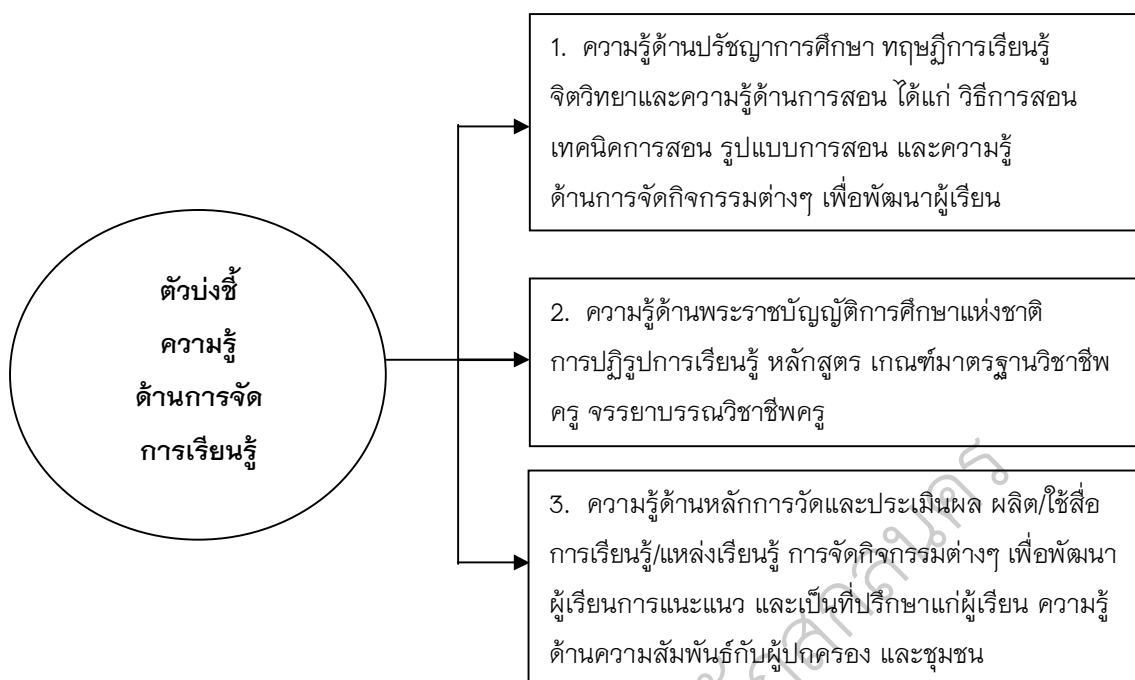 ตัวบ่งชี้
ความรู้
ด้านการจัด
การเรียนรู้
1. ความรู้ด้านปรัชญาการศึกษา ทฤษฎีการเรียนรู้
จิตวิทยาและความรู้ด้านการสอน ได้แก่ วิธีการสอน
เทคนิคการสอน รูปแบบการสอน และความรู้
ด้านการจัดกิจกรรมต่างๆ เพื่อพัฒนาผู้เรียน
2. ความรู้ด้านพระราชบัญญัติการศึกษาแห่งชาติ
การปฏิรูปการเรียนรู้ หลักสูตร เกณฑ์มาตรฐานวิชาชีพ
ครู จรรยาบรรณวิชาชีพครู
3. ความรู้ด้านหลักการวัดและประเมินผล ผลิต/ใช้สื่อ
การเรียนรู้/แหล่งเรียนรู้ การจัดกิจกรรมต่างๆ เพื่อพัฒนา
ผู้เรียนการแนะแนว และเป็นที่ปรึกษาแก่ผู้เรียน ความรู้
ด้านความสัมพันธ์กับผู้ปกครอง และชุมชน